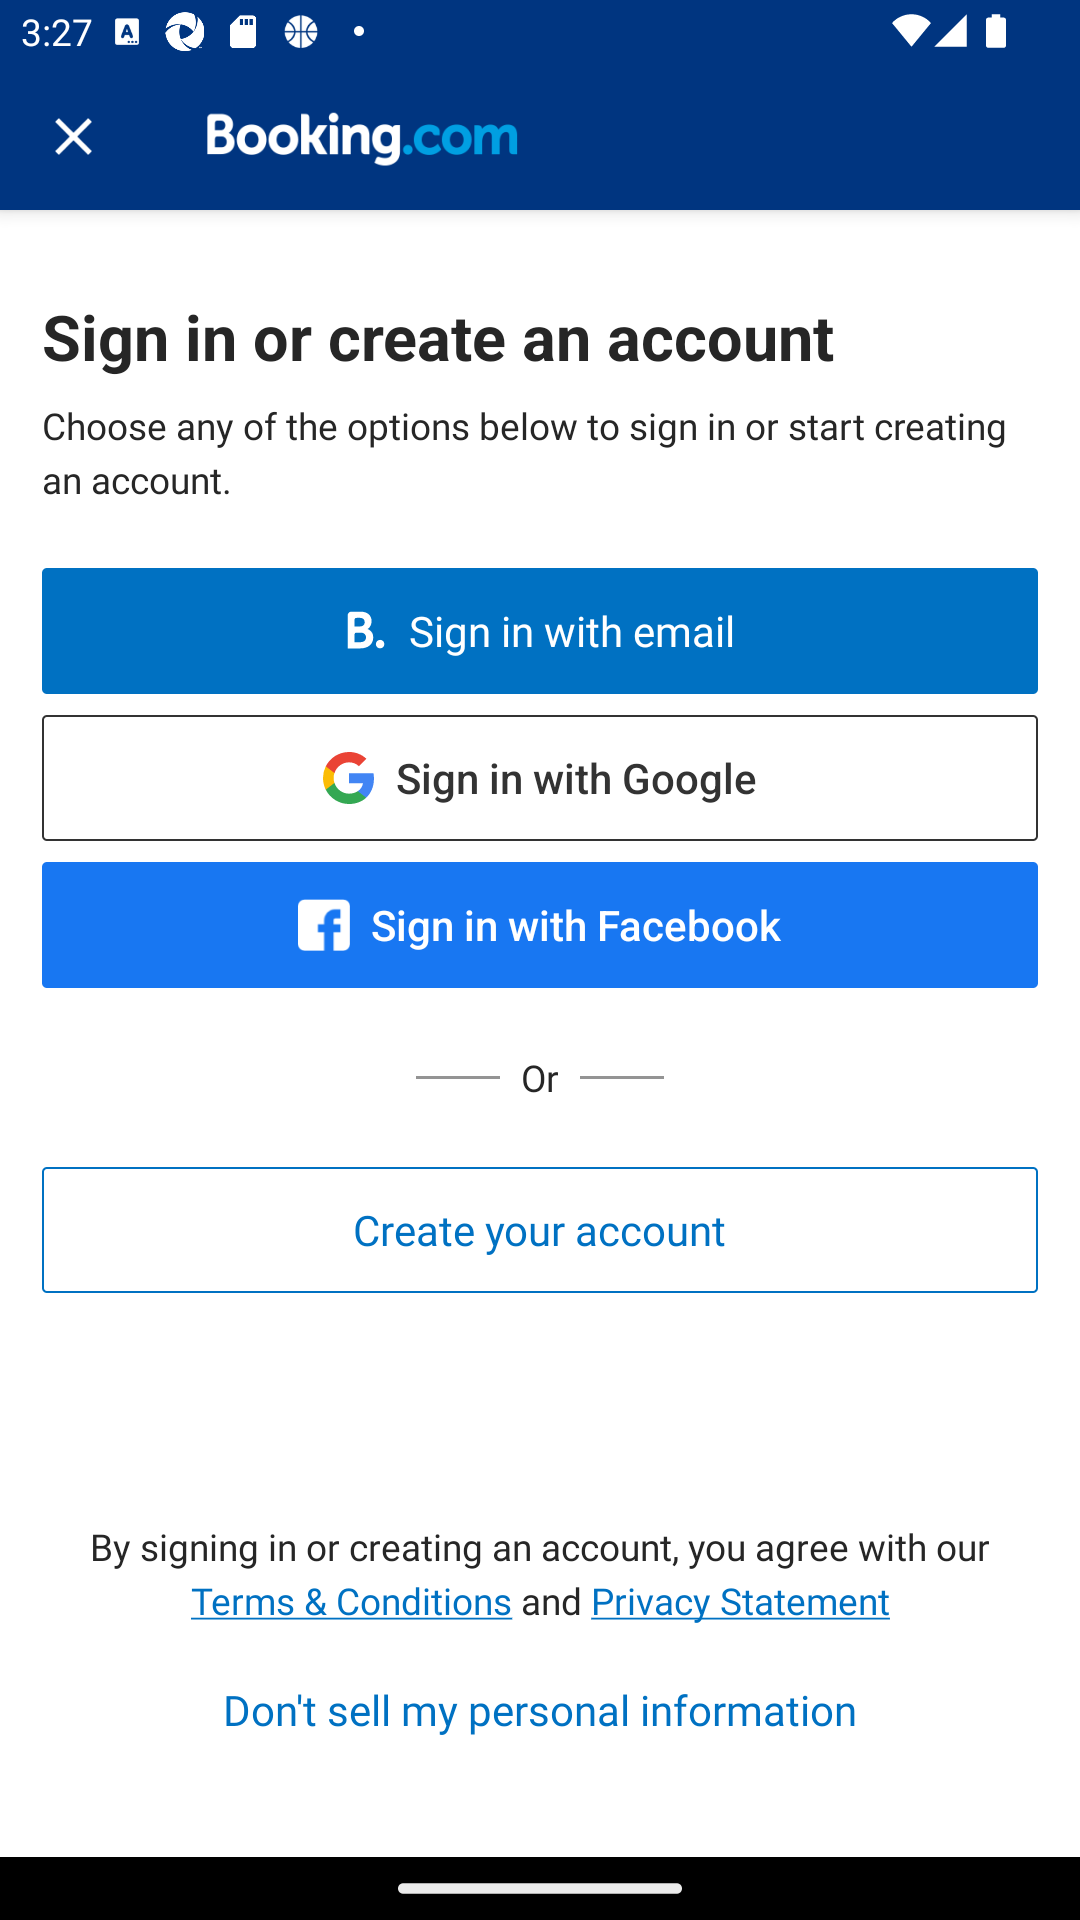 3:27
Booking.com
Sign in or create an account
Choose any of the options below to sign in or start creating
an account.
B. Sign in with email
Sign in with Google
Sign in with Facebook
Or
Create your account
By signing in or creating an account, you agree with our
Terms & Conditions and Privacy Statement
Don't sell my personal information